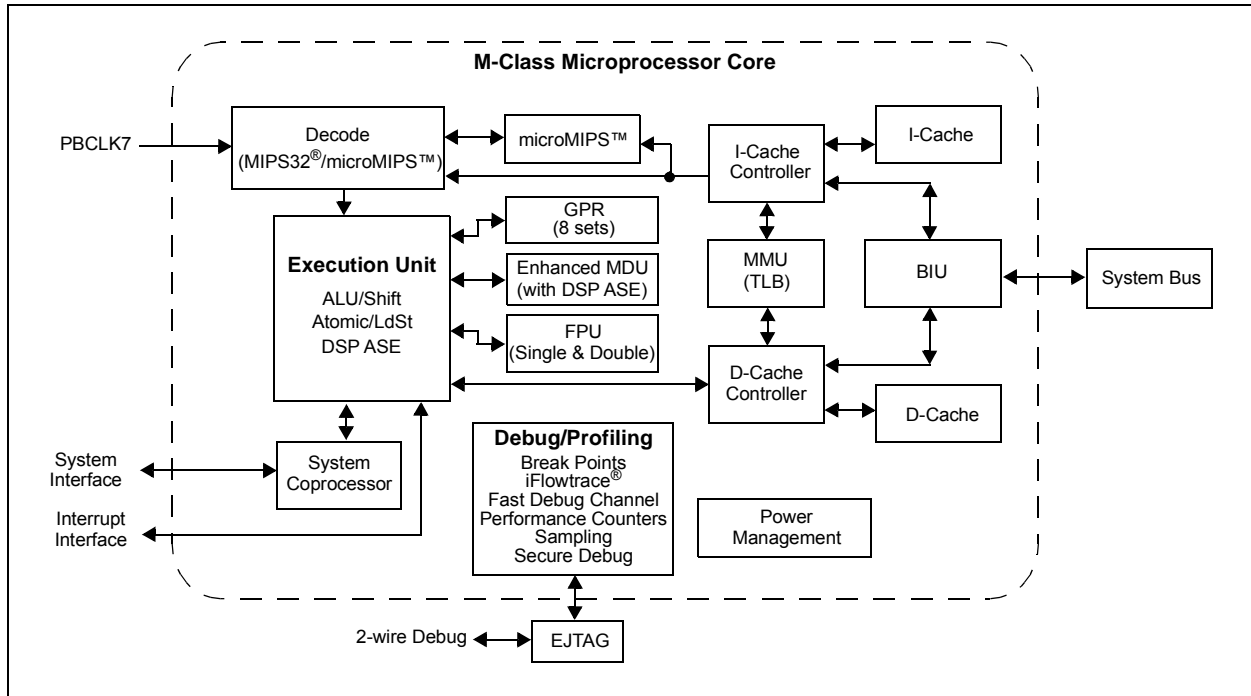 M-Class Microprocessor Core
PBCLK7
Decode
(MIPS32®/microMIPS™)
microMIPS™
I-Cache
Controller
I-Cache
GPR
(8 sets)
Execution Unit
ALU/Shift
Atomic/LdSt
DSP ASE
Enhanced MDU
(with DSP ASE)
MMU
(TLB)
BIU
System Bus
FPU
(Single & Double)
D-Cache
Controller
D-Cache
System
Interface
System
Coprocessor
Interrupt
Interface
Debug/Profiling
Break Points
iFlowtrace®
Fast Debug Channel
Performance Counters
Sampling
Secure Debug
Power
Management
2-wire Debug
EJTAG